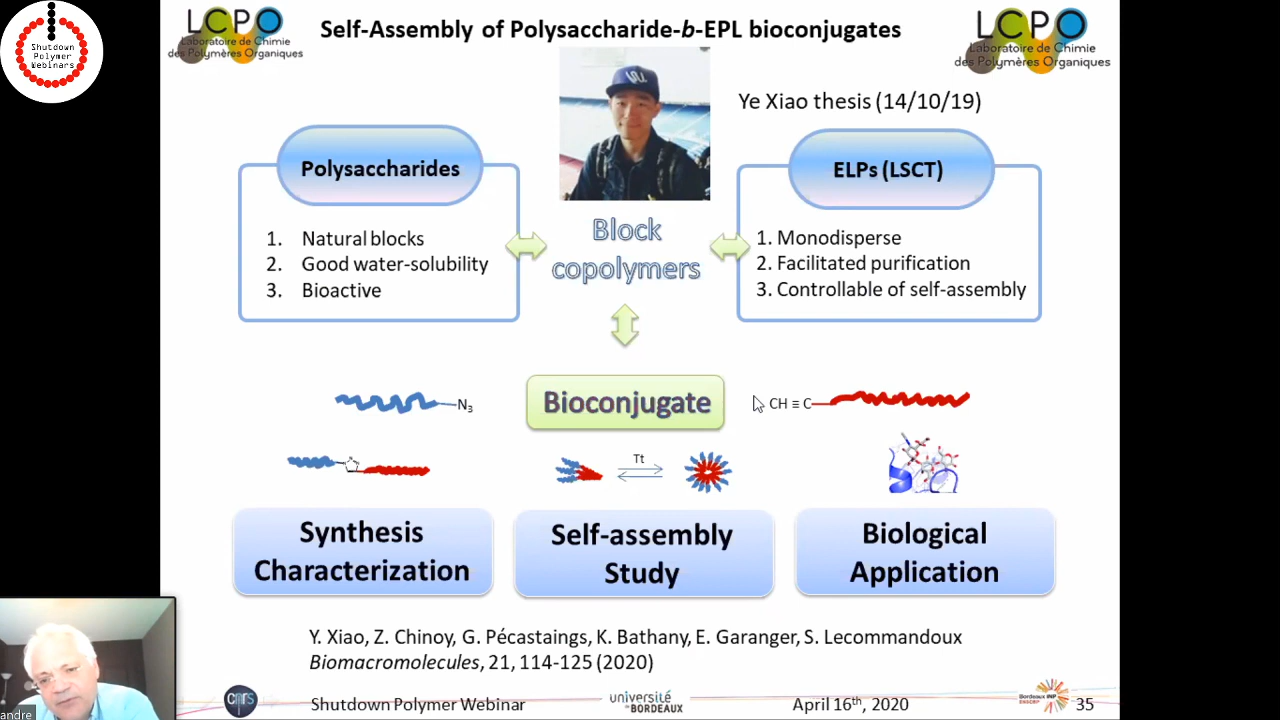 Shutdown
Polymer
Webinars
LCPO
Laboratoire de Chimie
des Polymères Organiques
Self-Assembly of Polysaccharide-b-EPL bioconjugates
LCPO
Laboratoire de Chimie
des Polymères Organiques
Ye Xiao thesis (14/10/19)
Polysaccharides
1. Natural blocks
2. Good water-solubility
3. Bioactive
Block
copolymers
ELPs (LSCT)
1. Monodisperse
2. Facilitated purification
3. Controllable of self-assembly
N3
Bioconjugate
CH ≡ C
Tt
Synthesis
Characterization
Self-assembly
Study
Biological
Application
Y. Xiao, Z. Chinoy, G. Pécastaings, K. Bathany, E. Garanger, S. Lecommandoux
Biomacromolecules, 21, 114-125 (2020)
andre
cnrs
Shutdown Polymer Webinar
université
de BORDEAUX
April 16th, 2020
Bordeaux INP
35